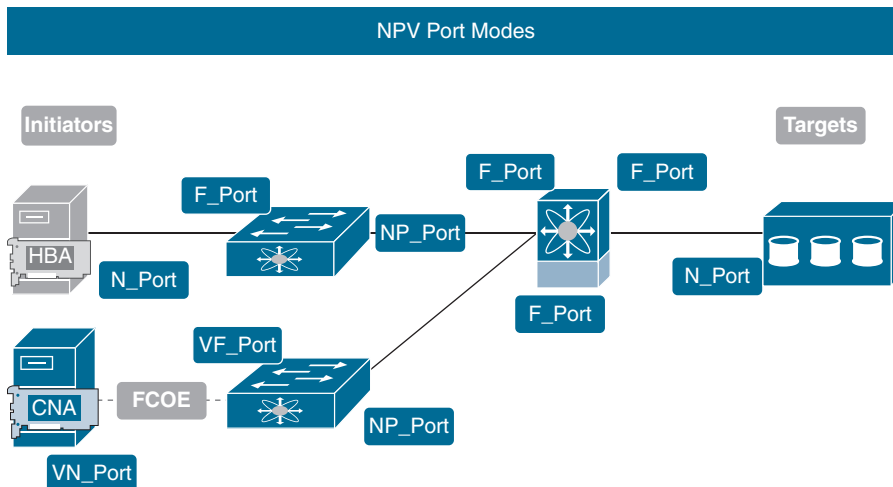 NPV Port Modes
Initiators
Targets
F_Port
F_Port
F_Port
HBA
NP_Port
N_Port
N_Port
F_Port
VF_Port
CNA
FCOE
NP_Port
VN_Port